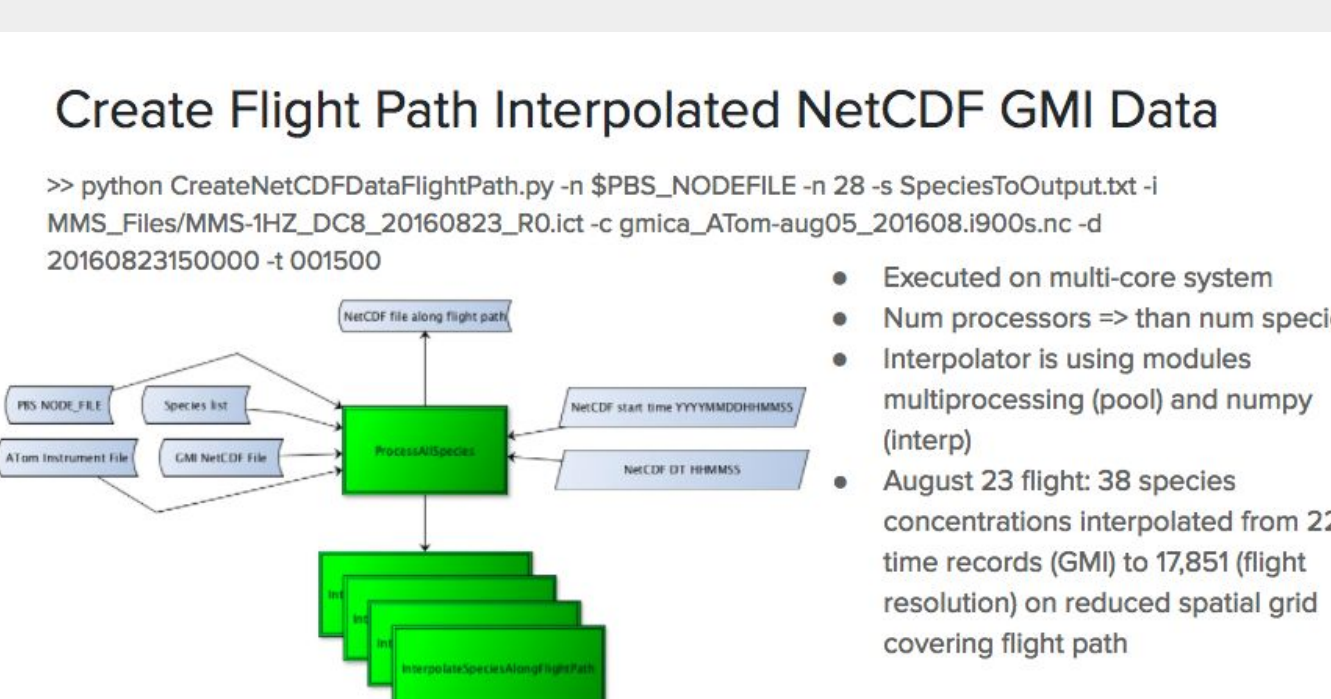 Create Flight Path Interpolated NetCDF GMI Data
>> python CreateNetCDFDataFlightPath.py -n $PBS_NODEFILE -n 28 -s SpeciesToOutput.txt -i
MMS_Files/MMS-1HZ_DC8_20160823_R0.ict -c gmica_ATom-aug05_201608.i900s.nc -d
20160823150000 -t 001500
● Executed on multi-core system
● Num processors => than num speci
● Interpolator is using modules
multiprocessing (pool) and numpy
(interp)
● August 23 flight: 38 species
concentrations interpolated from 22
time records (GMI) to 17,851 (flight
resolution) on reduced spatial grid
covering flight path
NetCDF file along flight path
PBS NODE_FILE
Species list
ATom Instrument File
GMI NetCDF File
ProcessAllSpecies
NetCDF start time YYYYMMDDHHMMSS
NetCDF DT HHMMSS
Int
Int
Int
InterpolateSpeciesAlongFlightPath